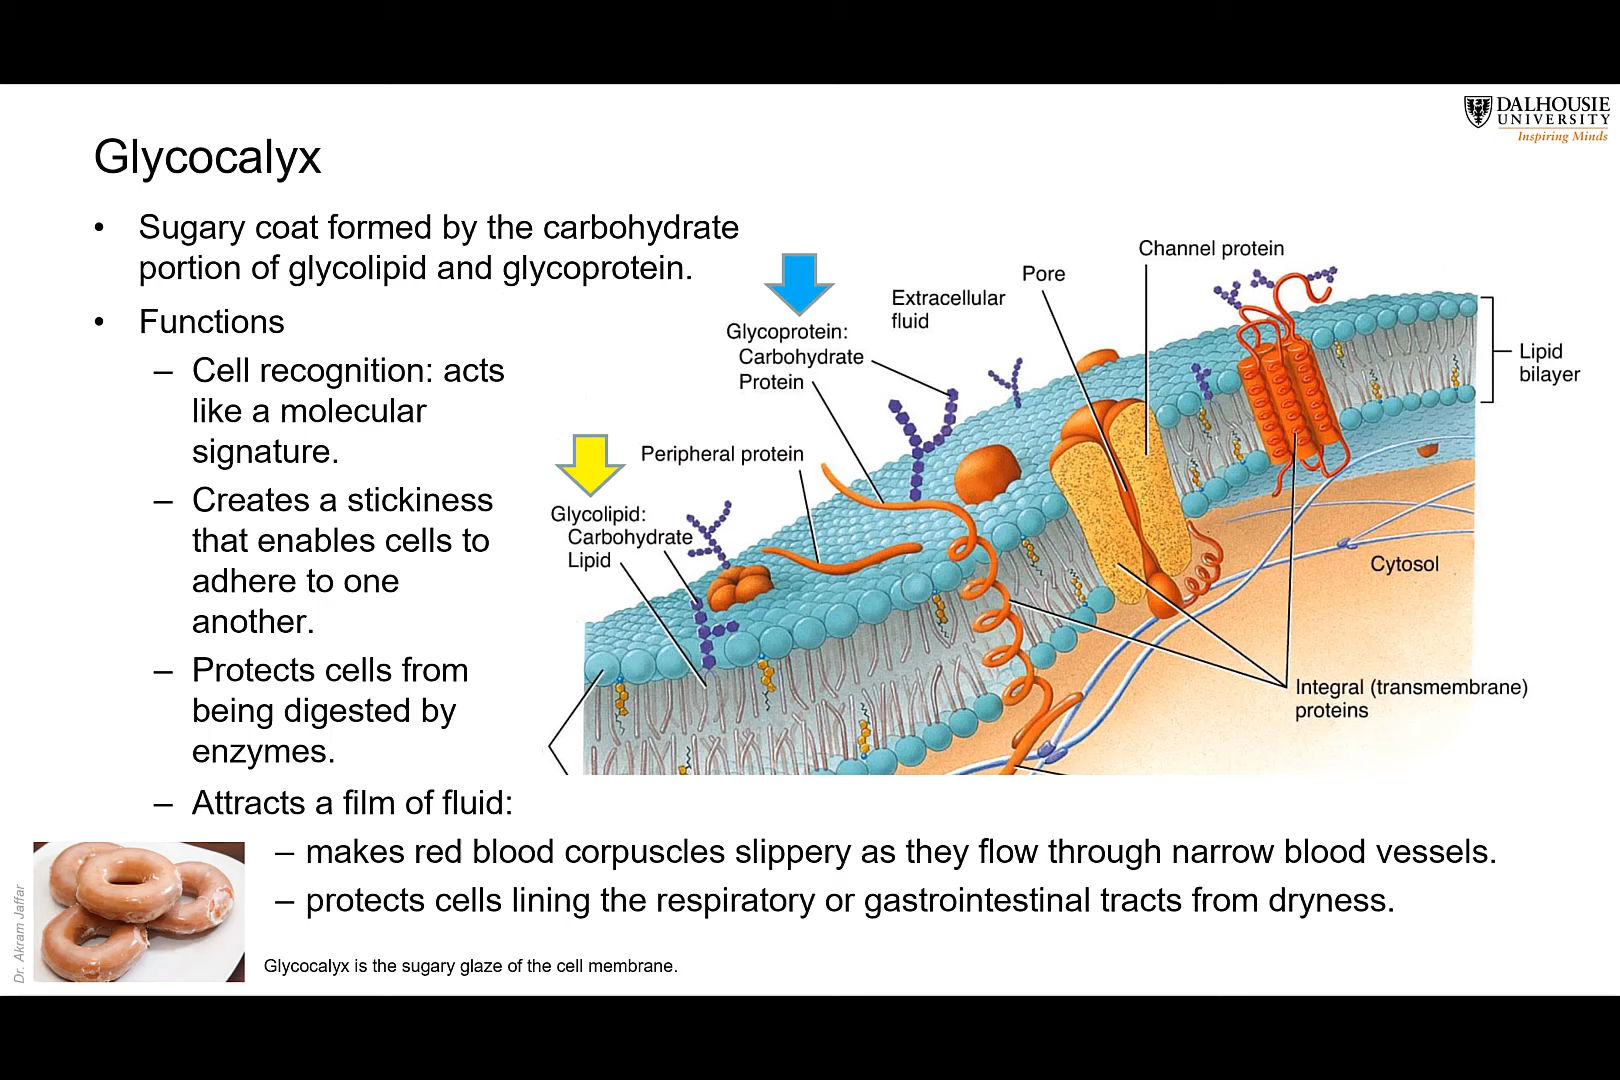 DALHOUSIE
UNIVERSITY
Inspiring Minds
Glycocalyx
• Sugary coat formed by the carbohydrate
portion of glycolipid and glycoprotein.
• Functions
– Cell recognition: acts
like a molecular
signature.
– Creates a stickiness
that enables cells to
adhere to one
another.
– Protects cells from
being digested by
enzymes.
– Attracts a film of fluid:
– makes red blood corpuscles slippery as they flow through narrow blood vessels.
– protects cells lining the respiratory or gastrointestinal tracts from dryness.
Channel protein
Pore
Extracellular
fluid
Glycoprotein:
Carbohydrate
Protein
Lipid
bilayer
Peripheral protein
Glycolipid:
Carbohydrate
Lipid
Cytosol
Integral (transmembrane)
proteins
Dr. Akram Jaffar
Glycocalyx is the sugary glaze of the cell membrane.